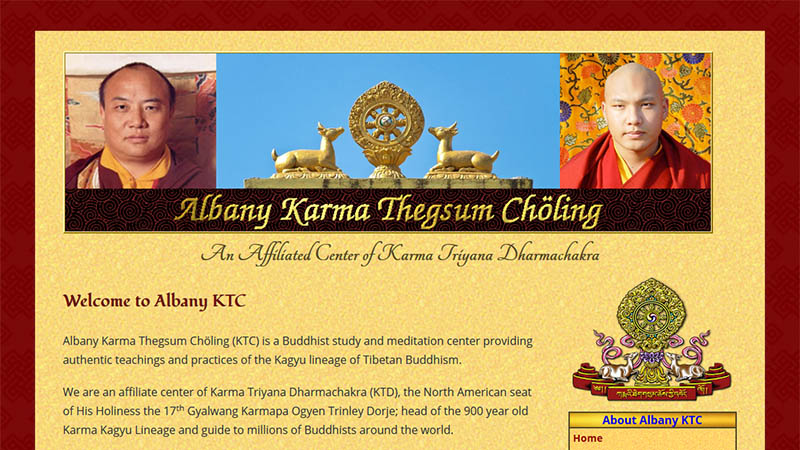 Albany Karma Thegsum Chöling
An Affiliated Center of Karma Triyana Dharmachakra
Welcome to Albany KTC
Albany Karma Thegsum Chöling (KTC) is a Buddhist study and meditation center providing
authentic teachings and practices of the Kagyu lineage of Tibetan Buddhism.
We are an affiliate center of Karma Triyana Dharmachakra (KTD), the North American seat
of His Holiness the 17th Gyalwang Karmapa Ogyen Trinley Dorje; head of the 900 year old
Karma Kagyu Lineage and guide to millions of Buddhists around the world.
About Albany KTC
Home